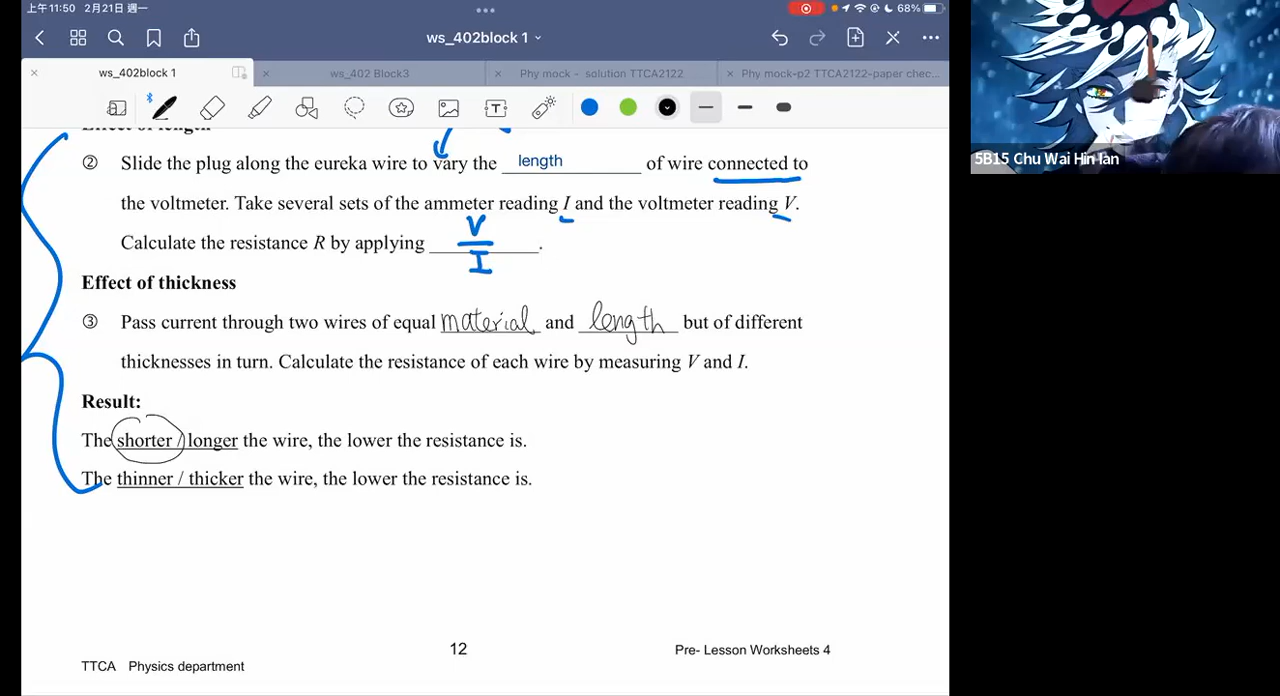 上午11:50 2月21日 週一
68%
ws_402block 1
ws_402block 1
ws_402 Block3
Phy mock - solution TTCA2122
Phy mock-p2 TTCA2122-paper chec...
5B15 Chu Wai Hin Ian
Effect of length
② Slide the plug along the eureka wire to vary the length of wire connected to
the voltmeter. Take several sets of the ammeter reading I and the voltmeter reading V.
Calculate the resistance R by applying V/I.
Effect of thickness
③ Pass current through two wires of equal material and length but of different
thicknesses in turn. Calculate the resistance of each wire by measuring V and I.
Result:
The shorter / longer the wire, the lower the resistance is.
The thinner / thicker the wire, the lower the resistance is.
12
Pre- Lesson Worksheets 4
TTCA Physics department